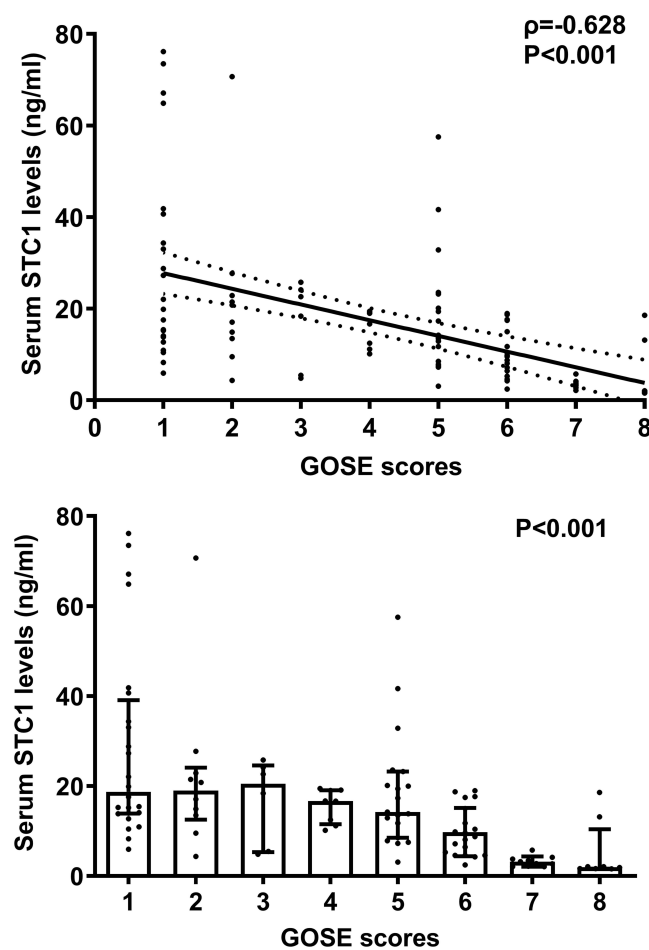 ρ=-0.628
P<0.001
Serum STC1 levels (ng/ml)
80
60
40
20
0
0 1 2 3 4 5 6 7 8
GOSE scores
P<0.001
Serum STC1 levels (ng/ml)
80
60
40
20
0
1 2 3 4 5 6 7 8
GOSE scores